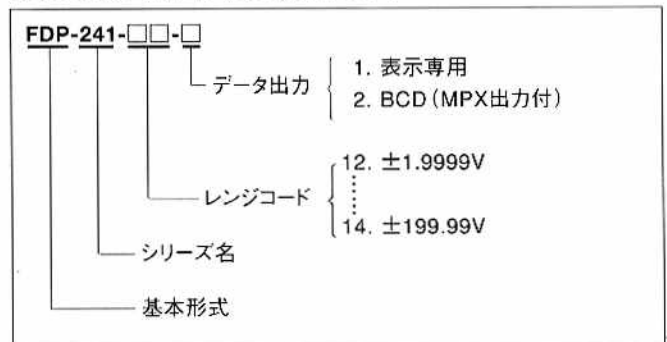 FDP-241-□□-□
データ出力
1. 表示専用
2. BCD(MPX出力付)
レンジコード
12. ±1.9999V
14. ±199.99V
シリーズ名
基本形式